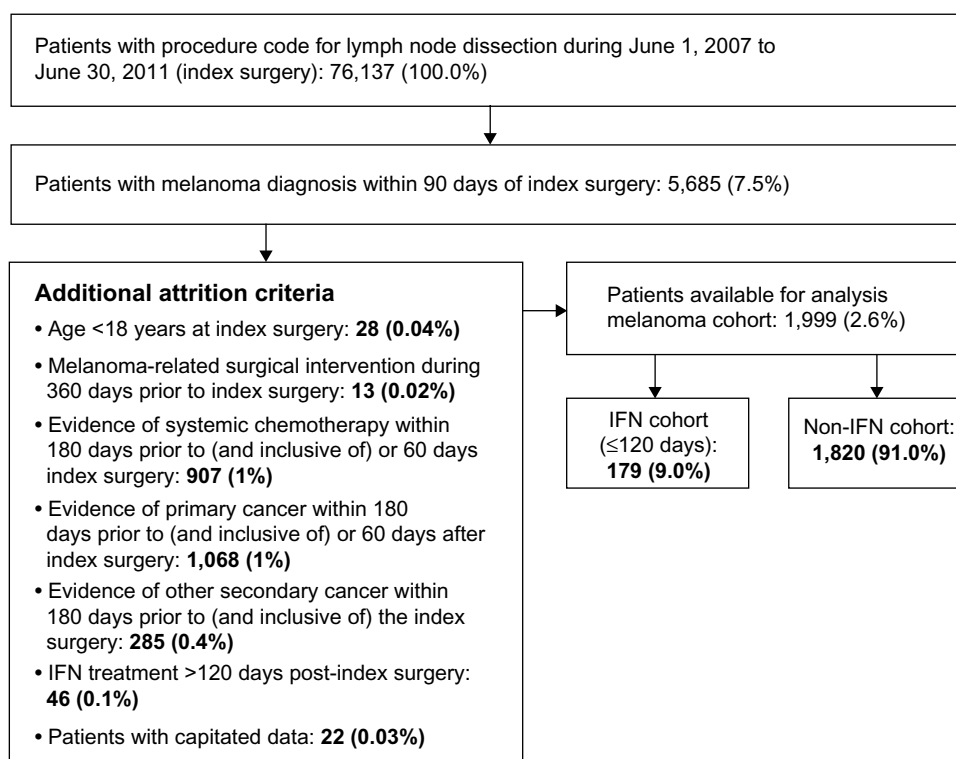 Patients with procedure code for lymph node dissection during June 1, 2007 to
June 30, 2011 (index surgery): 76,137 (100.0%)
Patients with melanoma diagnosis within 90 days of index surgery: 5,685 (7.5%)
Additional attrition criteria
• Age <18 years at index surgery: 28 (0.04%)
• Melanoma-related surgical intervention during
360 days prior to index surgery: 13 (0.02%)
• Evidence of systemic chemotherapy within
180 days prior to (and inclusive of) or 60 days
index surgery: 907 (1%)
• Evidence of primary cancer within 180
days prior to (and inclusive of) or 60 days after
index surgery: 1,068 (1%)
• Evidence of other secondary cancer within
180 days prior to (and inclusive of) the index
surgery: 285 (0.4%)
• IFN treatment >120 days post-index surgery:
46 (0.1%)
• Patients with capitated data: 22 (0.03%)
Patients available for analysis
melanoma cohort: 1,999 (2.6%)
IFN cohort
(≤120 days):
179 (9.0%)
Non-IFN cohort:
1,820 (91.0%)